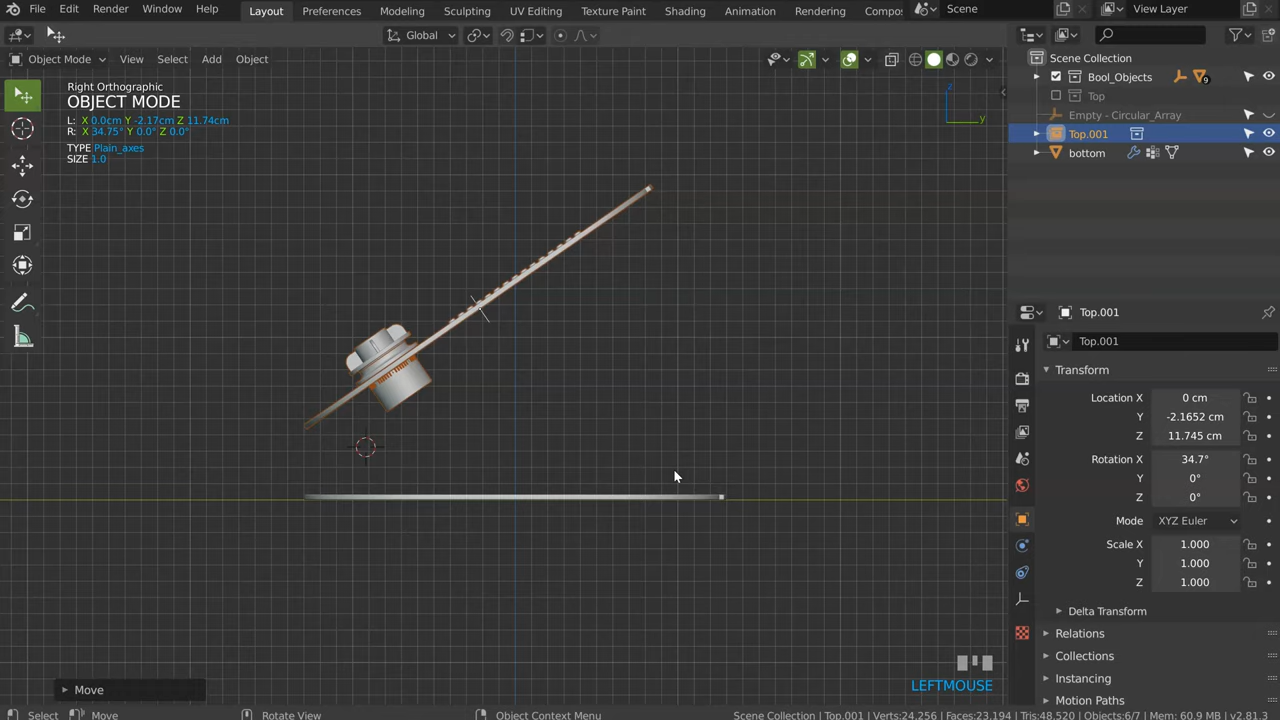 File Edit Render Window Help Layout Preferences Modeling Sculpting UV Editing Texture Paint Shading Animation Rendering Compo Scene View Layer
Global
Object Mode View Select Add Object
Scene Collection
Right Orthographic
OBJECT MODE
L: X 0.0cm Y -2.17cm Z 11.74cm
R: X 34.75° Y 0.0° Z 0.0°
TYPE Plain_axes
SIZE 1.0
z
y
Bool_Objects 9
Top
Empty - Circular_Array
Top.001
bottom
Top.001
Top.001
Transform
Location X 0 cm
Y -2.1652 cm
Z 11.745 cm
Rotation X 34.7°
Y 0°
Z 0°
Mode XYZ Euler
Scale X 1.000
Y 1.000
Z 1.000
Delta Transform
Relations
Collections
Instancing
Motion Paths
LEFTMOUSE
Move
Select Move Rotate View Object Context Menu Scene Collection | Top.001 | Verts:24,256 | Faces:23,194 | Tris:48,520 | Objects:6/7 | Mem: 60.9 MB | v2.81.3